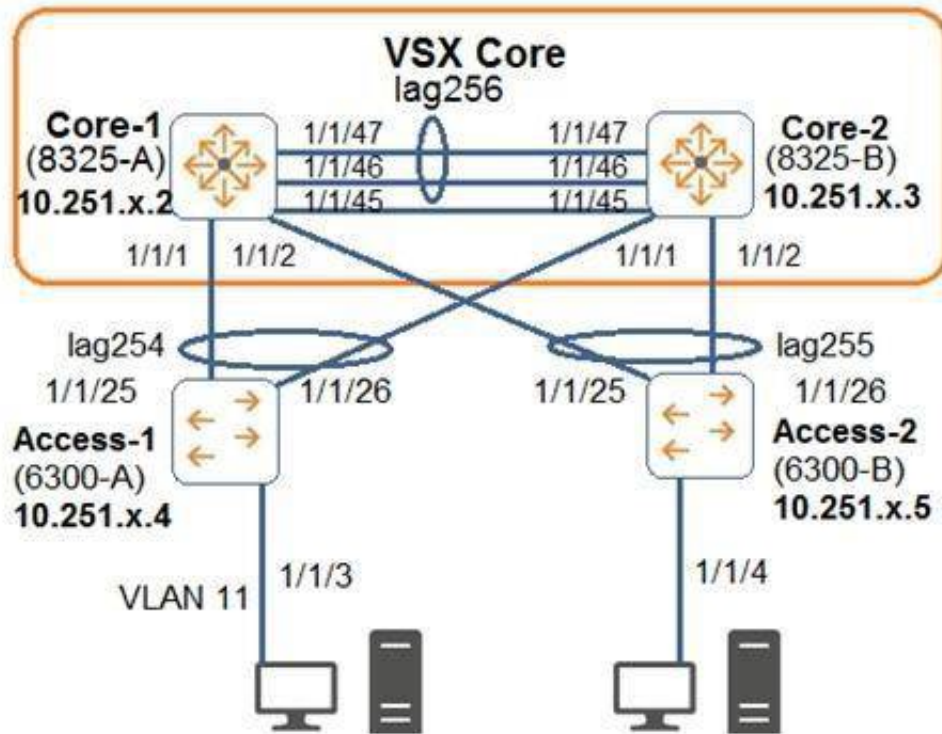 VSX Core
lag256
Core-1
(8325-A)
10.251.x.2
1/1/47
1/1/46
1/1/45
1/1/47
1/1/46
1/1/45
Core-2
(8325-B)
10.251.x.3
1/1/1
1/1/2
1/1/1
1/1/2
lag254
lag255
1/1/25
1/1/26
1/1/25
1/1/26
Access-1
(6300-A)
10.251.x.4
Access-2
(6300-B)
10.251.x.5
VLAN 11
1/1/3
1/1/4